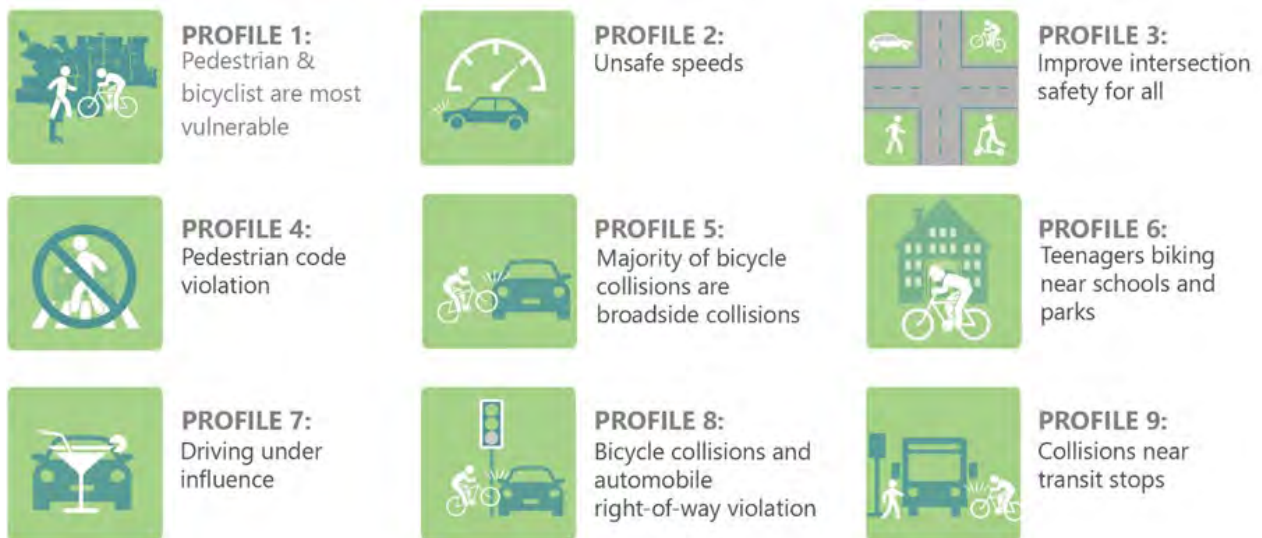 PROFILE 1:
Pedestrian &
bicyclist are most
vulnerable
PROFILE 2:
Unsafe speeds
PROFILE 3:
Improve intersection
safety for all
PROFILE 4:
Pedestrian code
violation
PROFILE 5:
Majority of bicycle
collisions are
broadside collisions
PROFILE 6:
Teenagers biking
near schools and
parks
PROFILE 7:
Driving under
influence
PROFILE 8:
Bicycle collisions and
automobile
right-of-way violation
PROFILE 9:
Collisions near
transit stops